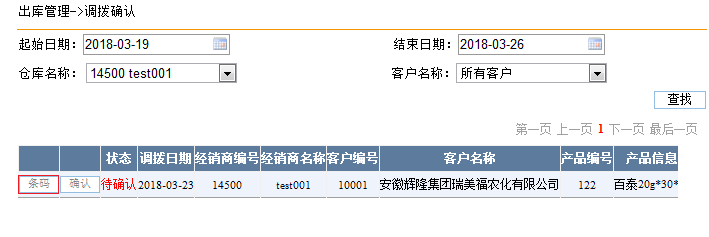 出库管理->调拨确认
起始日期： 2018-03-19 结束日期： 2018-03-26
仓库名称： 14500 test001 客户名称： 所有客户
查找
第一页 上一页 1 下一页 最后一页
状态 调拨日期 经销商编号 经销商名称 客户编号 客户名称 产品编号 产品信息
条码 确认 待确认 2018-03-23 14500 test001 10001 安徽辉隆集团瑞美福农化有限公司 122 百泰20g*30*